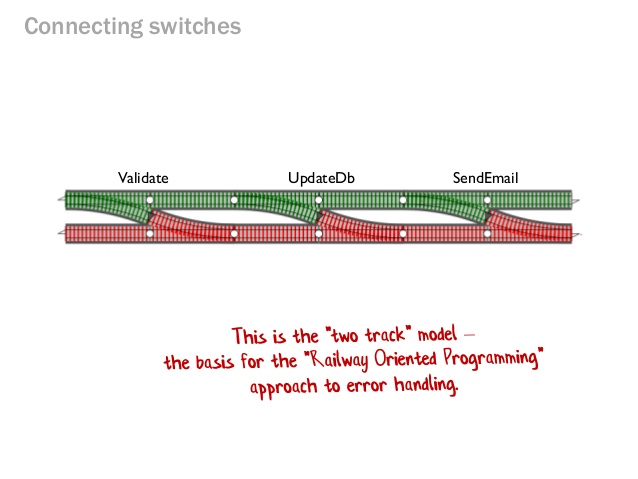 Connecting switches
Validate UpdateDb SendEmail
This is the "two track" model –
the basis for the "Railway Oriented Programming"
approach to error handling.